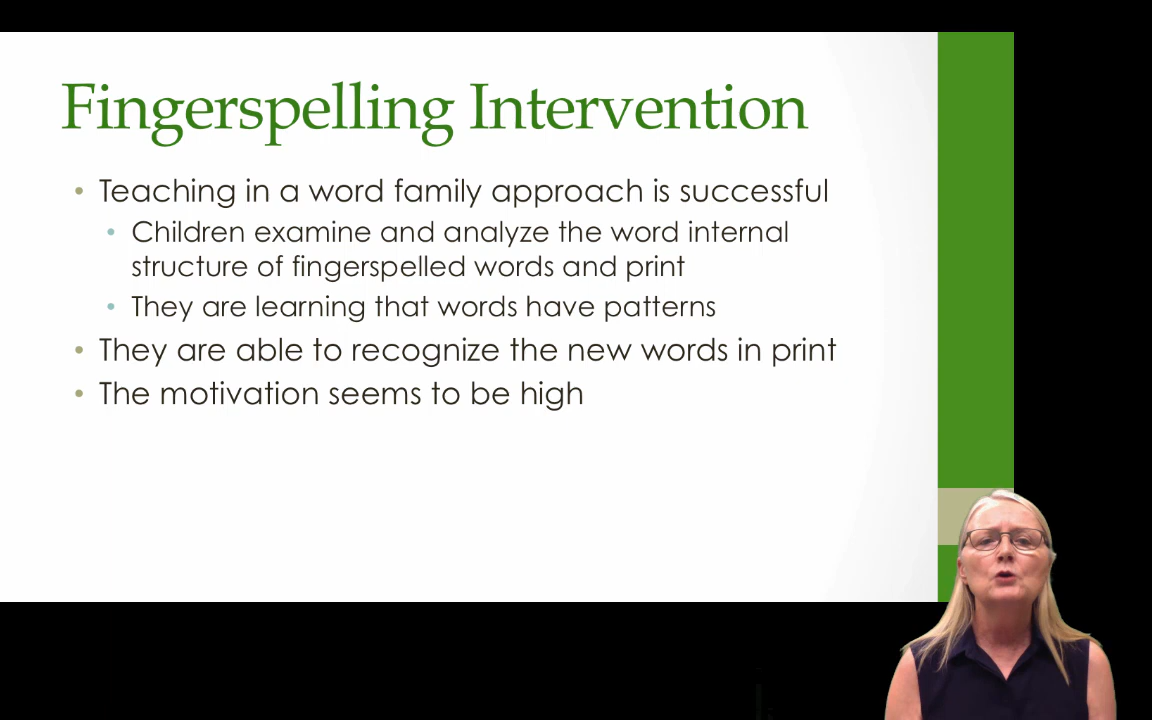 Fingerspelling Intervention
• Teaching in a word family approach is successful
• Children examine and analyze the word internal
structure of fingerspelled words and print
• They are learning that words have patterns
• They are able to recognize the new words in print
• The motivation seems to be high